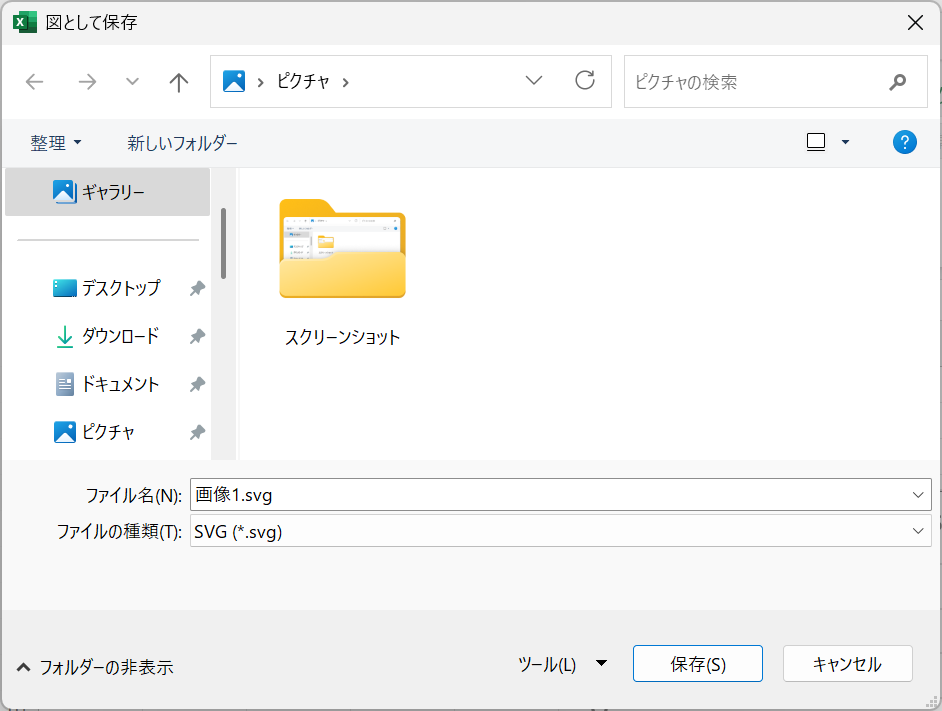 図として保存
ピクチャ
ピクチャの検索
整理
新しいフォルダー
?
ギャラリー
デスクトップ
ダウンロード
ドキュメント
ピクチャ
スクリーンショット
ファイル名(N): 画像1.svg
ファイルの種類(T): SVG (*.svg)
フォルダーの非表示
ツール(L)
保存(S)
キャンセル